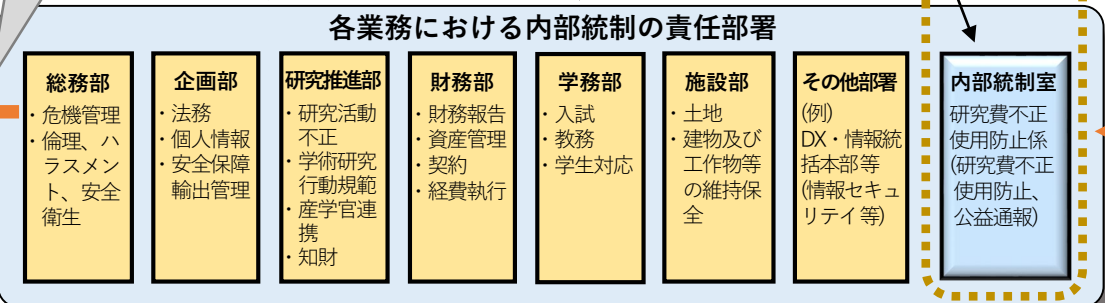 各業務における内部統制の責任部署
総務部
・危機管理
・倫理、ハ
ラスメン
ト、安全
衛生
企画部
・法務
・個人情報
・安全保障
輸出管理
研究推進部
・研究活動
不正
・学術研究
行動規範
・産学官連
携
・知財
財務部
・財務報告
・資産管理
・契約
・経費執行
学務部
・入試
・教務
・学生対応
施設部
・土地
・建物及び
工作物等
の維持保
全
その他部署
(例)
DX・情報統
括本部等
(情報セキュ
リテイ等)
内部統制室
研究費不正
使用防止係
(研究費不正
使用防止、
公益通報)